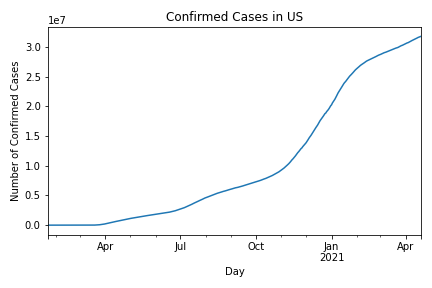 Confirmed Cases in US
1e7
3.0
2.5
2.0
1.5
1.0
0.5
0.0
Number of Confirmed Cases
Apr Jul Oct Jan Apr
2021
Day